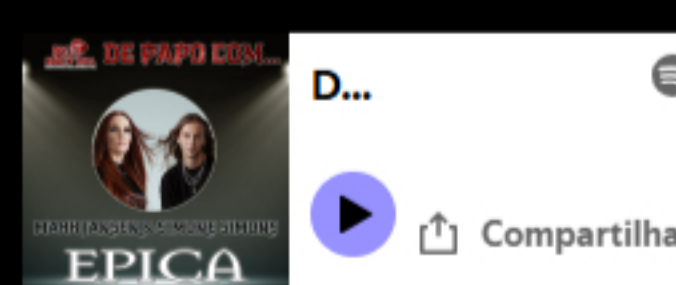 DE PAPO COM...
D...
MARK JANSEN & SIMONE SIMONS
EPICA
Compartilha